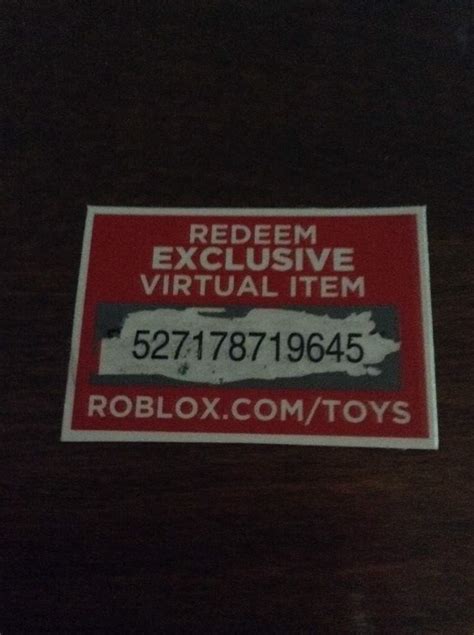 REDEEM
EXCLUSIVE
VIRTUAL ITEM
527178719645
ROBLOX.COM/TOYS